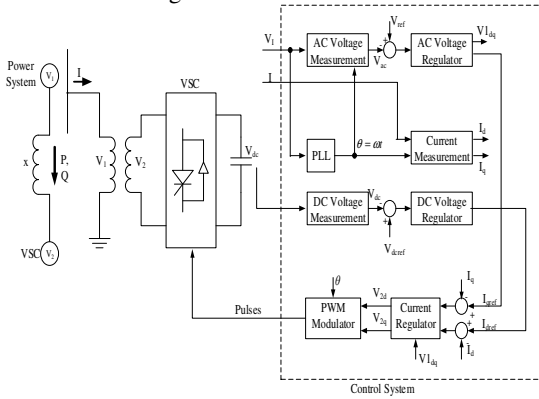 Power
System
V1
I
x
P,
Q
V1
V2
VSC
V2
VSC
Vdc
Pulses
V1
I
AC Voltage
Measurement
Vref
+
-
Vac
AC Voltage
Regulator
V1dq
PLL
θ = ωt
Current
Measurement
Id
Iq
DC Voltage
Measurement
Vdc
-
+
Vdcref
DC Voltage
Regulator
θ
PWM
Modulator
V2d
V2q
Current
Regulator
V1dq
Iq
-
+
Iqref
+
Idref
-
Id
Control System